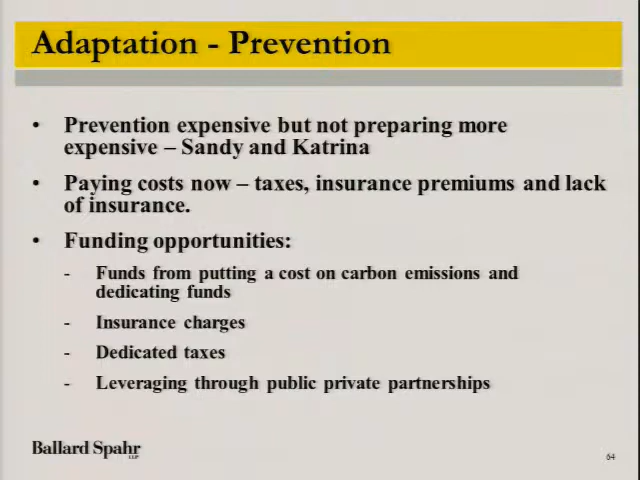 Adaptation - Prevention
• Prevention expensive but not preparing more
expensive – Sandy and Katrina
• Paying costs now – taxes, insurance premiums and lack
of insurance.
• Funding opportunities:
- Funds from putting a cost on carbon emissions and
dedicating funds
- Insurance charges
- Dedicated taxes
- Leveraging through public private partnerships
Ballard Spahr
LLP
64